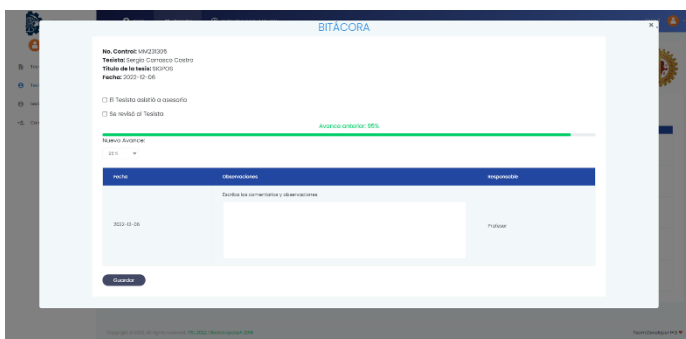 BITÁCORA
×
No. Control: MM231305
Tesista: Sergio Carrasco Castro
Título de la tesis: SIGPOS
Fecha: 2022-12-06
El Tesista asistió a asesoría
Se revisó al Tesista
Avance anterior: 95%
Nuevo Avance:
95%
Fecha Observaciones Responsable
Escriba los comentarios y observaciones
2022-12-06
Profesor
Guardar